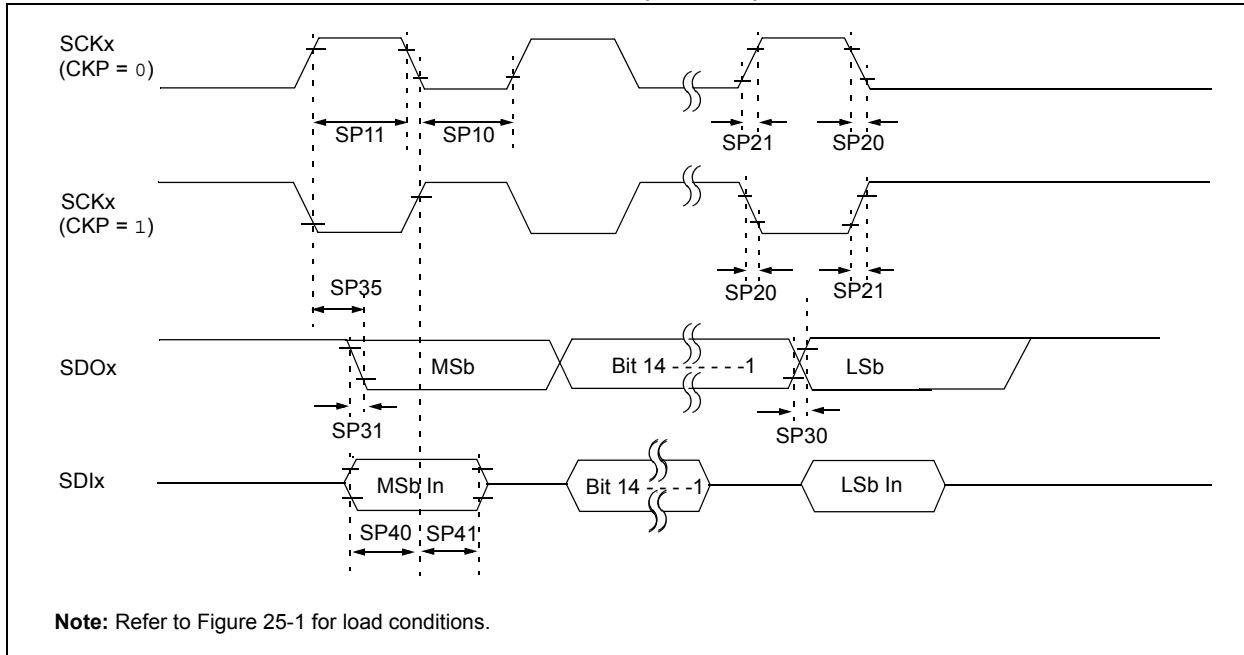 SCKx
(CKP = 0)
SP11
SP10
SP21
SP20
SCKx
(CKP = 1)
SP35
SP20
SP21
SDOx
MSb
Bit 14 - - - - - -1
LSb
SP31
SP30
SDIx
MSb In
Bit 14 - - - -1
LSb In
SP40
SP41
Note: Refer to Figure 25-1 for load conditions.